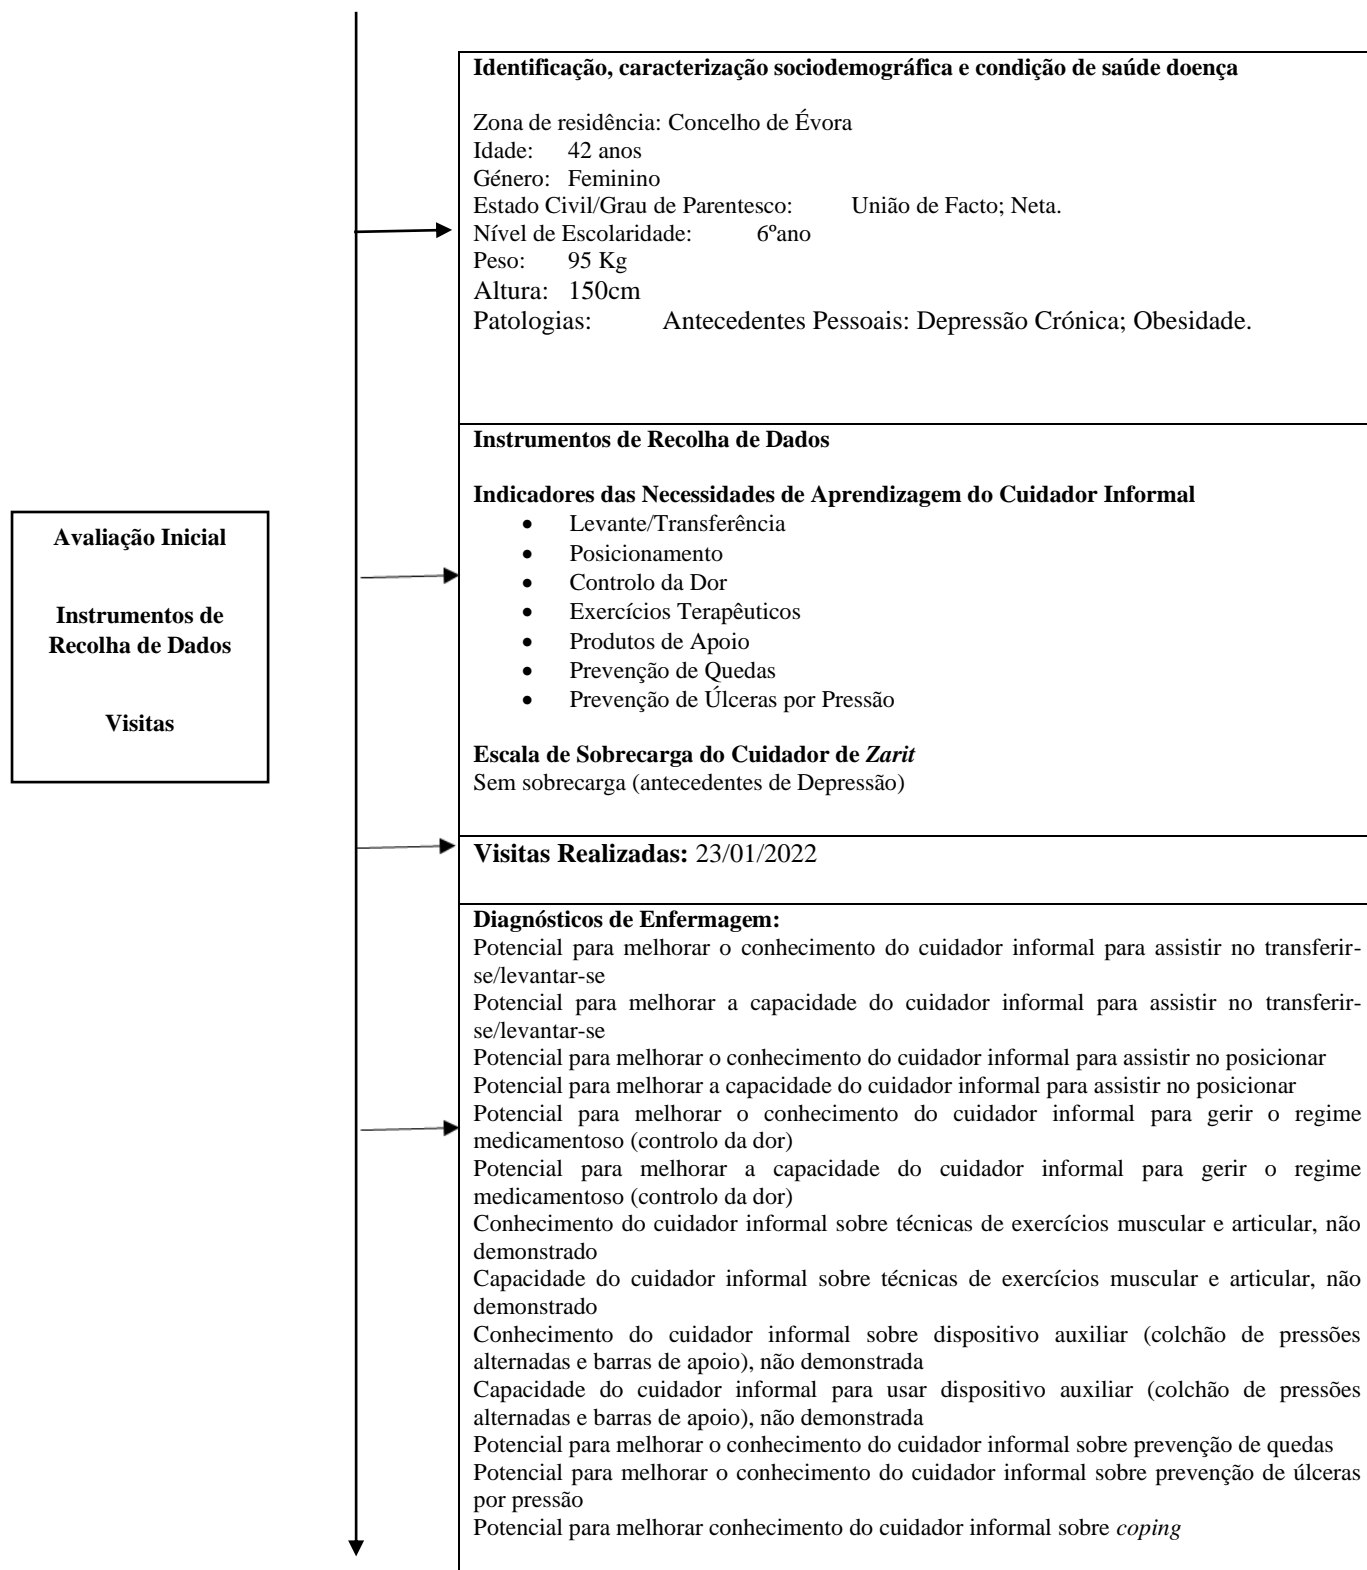 Identificação, caracterização sociodemográfica e condição de saúde doença
Zona de residência: Concelho de Évora
Idade: 42 anos
Género: Feminino
Estado Civil/Grau de Parentesco: União de Facto; Neta.
Nível de Escolaridade: 6ºano
Peso: 95 Kg
Altura: 150cm
Patologias: Antecedentes Pessoais: Depressão Crónica; Obesidade.
Avaliação Inicial
Instrumentos de
Recolha de Dados
Visitas
Instrumentos de Recolha de Dados
Indicadores das Necessidades de Aprendizagem do Cuidador Informal
• Levante/Transferência
• Posicionamento
• Controlo da Dor
• Exercícios Terapêuticos
• Produtos de Apoio
• Prevenção de Quedas
• Prevenção de Úlceras por Pressão
Escala de Sobrecarga do Cuidador de Zarit
Sem sobrecarga (antecedentes de Depressão)
Visitas Realizadas: 23/01/2022
Diagnósticos de Enfermagem:
Potencial para melhorar o conhecimento do cuidador informal para assistir no transferir-
se/levantar-se
Potencial para melhorar a capacidade do cuidador informal para assistir no transferir-
se/levantar-se
Potencial para melhorar o conhecimento do cuidador informal para assistir no posicionar
Potencial para melhorar a capacidade do cuidador informal para assistir no posicionar
Potencial para melhorar o conhecimento do cuidador informal para gerir o regime
medicamentoso (controlo da dor)
Potencial para melhorar a capacidade do cuidador informal para gerir o regime
medicamentoso (controlo da dor)
Conhecimento do cuidador informal sobre técnicas de exercícios muscular e articular, não
demonstrado
Capacidade do cuidador informal sobre técnicas de exercícios muscular e articular, não
demonstrado
Conhecimento do cuidador informal sobre dispositivo auxiliar (colchão de pressões
alternadas e barras de apoio), não demonstrada
Capacidade do cuidador informal para usar dispositivo auxiliar (colchão de pressões
alternadas e barras de apoio), não demonstrada
Potencial para melhorar o conhecimento do cuidador informal sobre prevenção de quedas
Potencial para melhorar o conhecimento do cuidador informal sobre prevenção de úlceras
por pressão
Potencial para melhorar conhecimento do cuidador informal sobre coping